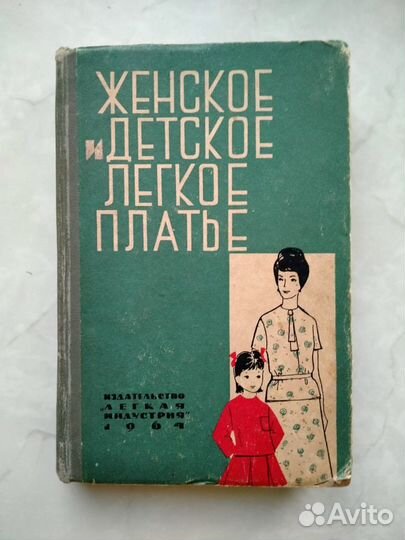 ЖЕНСКОЕ
и ДЕТСКОЕ
ЛЕГКОЕ
ПЛАТЬЕ
ИЗДАТЕЛЬСТВО
„ЛЕГКАЯ
ИНДУСТРИЯ"
1964
Avito